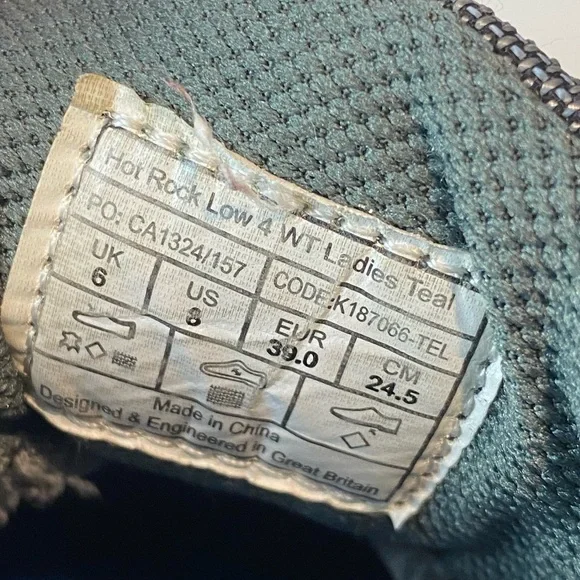 Hot Rock Low 4 WT Ladies Teal
PO: CA1324/157 CODE:K187066-TEL
UK US EUR CM
6 8 39.0 24.5
Made in China
Designed & Engineered in Great Britain